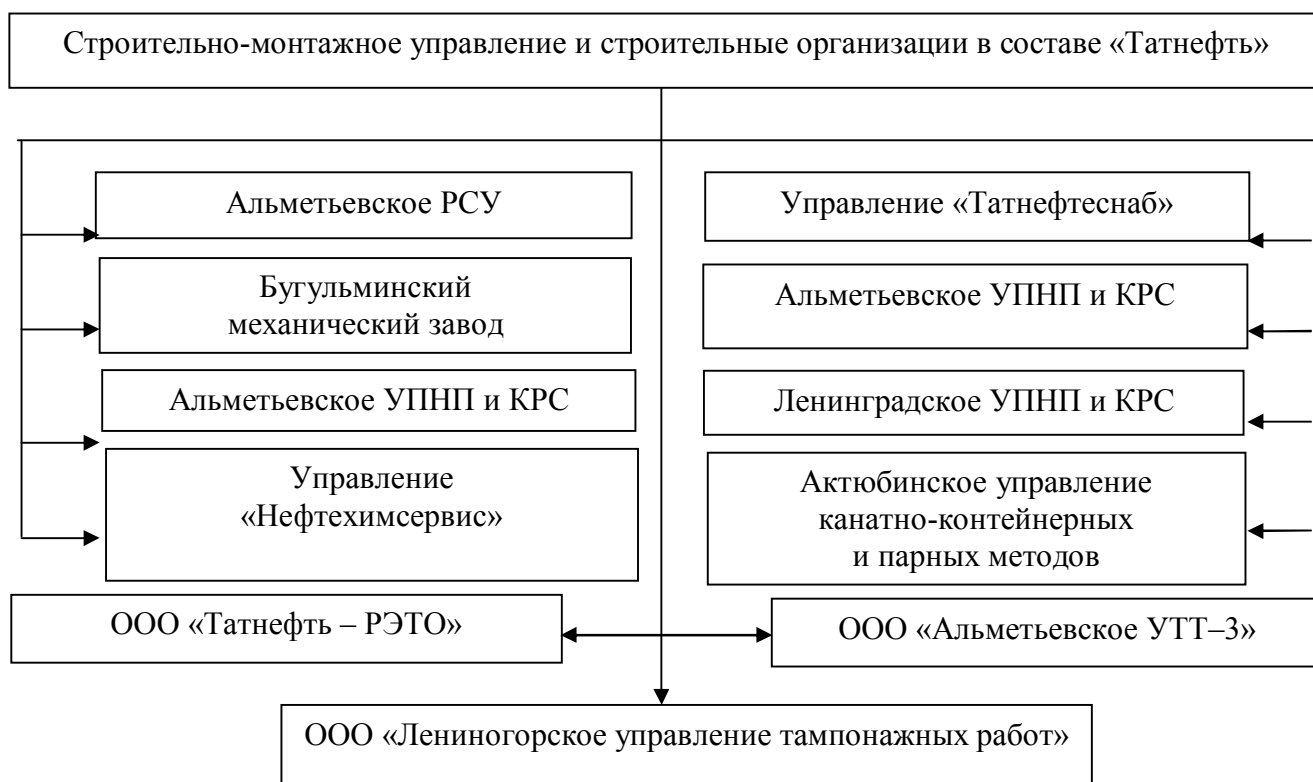 Строительно-монтажное управление и строительные организации в составе «Татнефть»
Альметьевское РСУ
Управление «Татнефтеснаб»
Бугульминский
механический завод
Альметьевское УПНП и КРС
Альметьевское УПНП и КРС
Ленинградское УПНП и КРС
Управление
«Нефтехимсервис»
Актюбинское управление
канатно-контейнерных
и парных методов
ООО «Татнефть – РЭТО»
ООО «Альметьевское УТТ–3»
ООО «Лениногорское управление тампонажных работ»